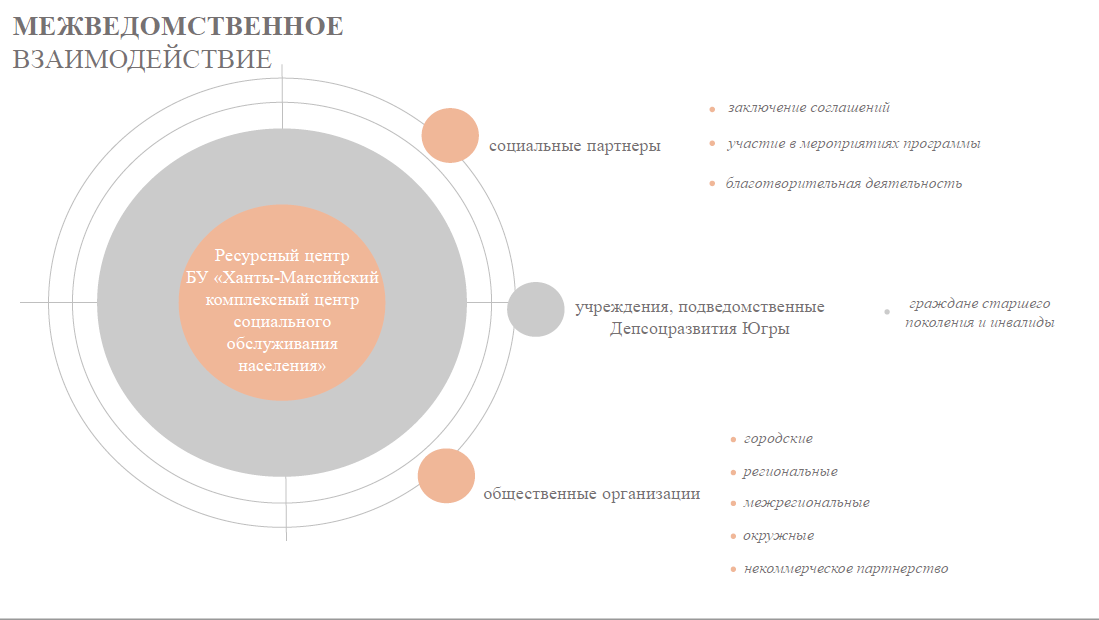 МЕЖВЕДОМСТВЕННОЕ
ВЗАИМОДЕЙСТВИЕ
Ресурсный центр
БУ «Ханты-Мансийский
комплексный центр
социального
обслуживания
населения»
социальные партнеры
заключение соглашений
участие в мероприятиях программы
благотворительная деятельность
учреждения, подведомственные
Депсоцразвития Югры
граждане старшего
поколения и инвалиды
общественные организации
городские
региональные
межрегиональные
окружные
некоммерческое партнерство